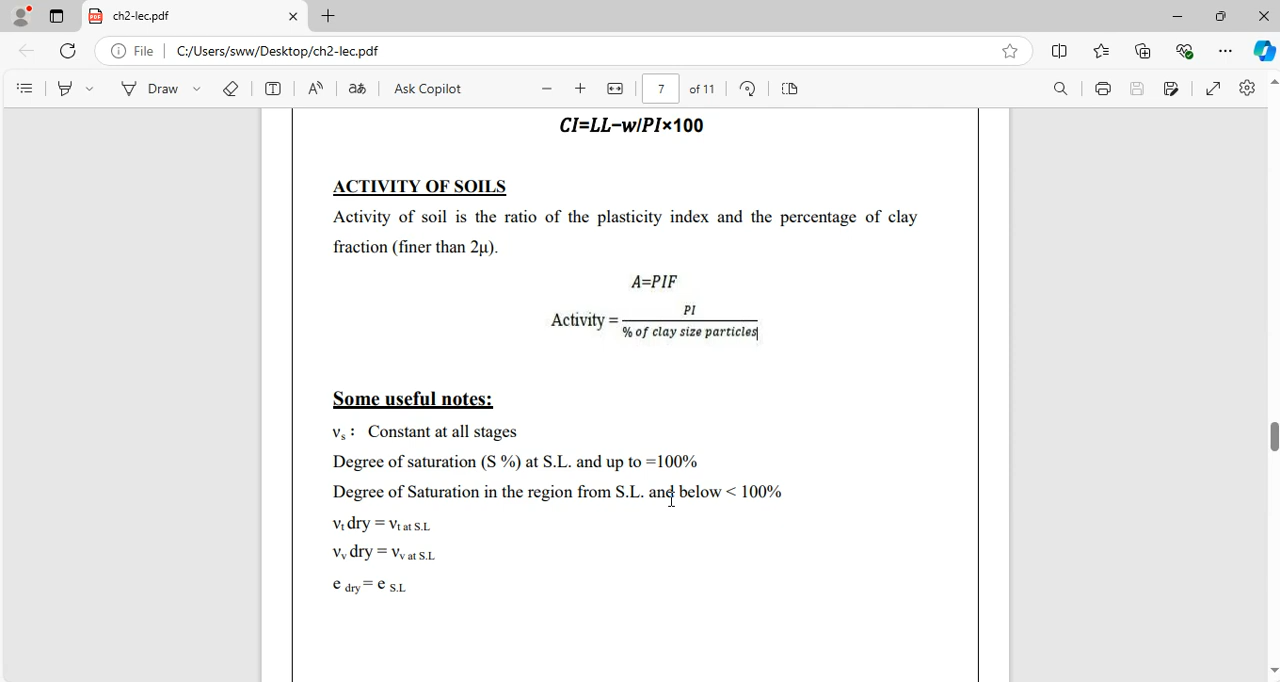 ch2-lec.pdf
File
C:/Users/sww/Desktop/ch2-lec.pdf
Draw
aあ
Ask Copilot
7 of 11
CI=LL−w/PI×100
ACTIVITY OF SOILS
Activity of soil is the ratio of the plasticity index and the percentage of clay
fraction (finer than 2μ).
A=PIF
Activity = PI / % of clay size particles
Some useful notes:
vs : Constant at all stages
Degree of saturation (S %) at S.L. and up to =100%
Degree of Saturation in the region from S.L. and below < 100%
vt dry = vt at S.L
vv dry = vv at S.L
e dry= e S.L